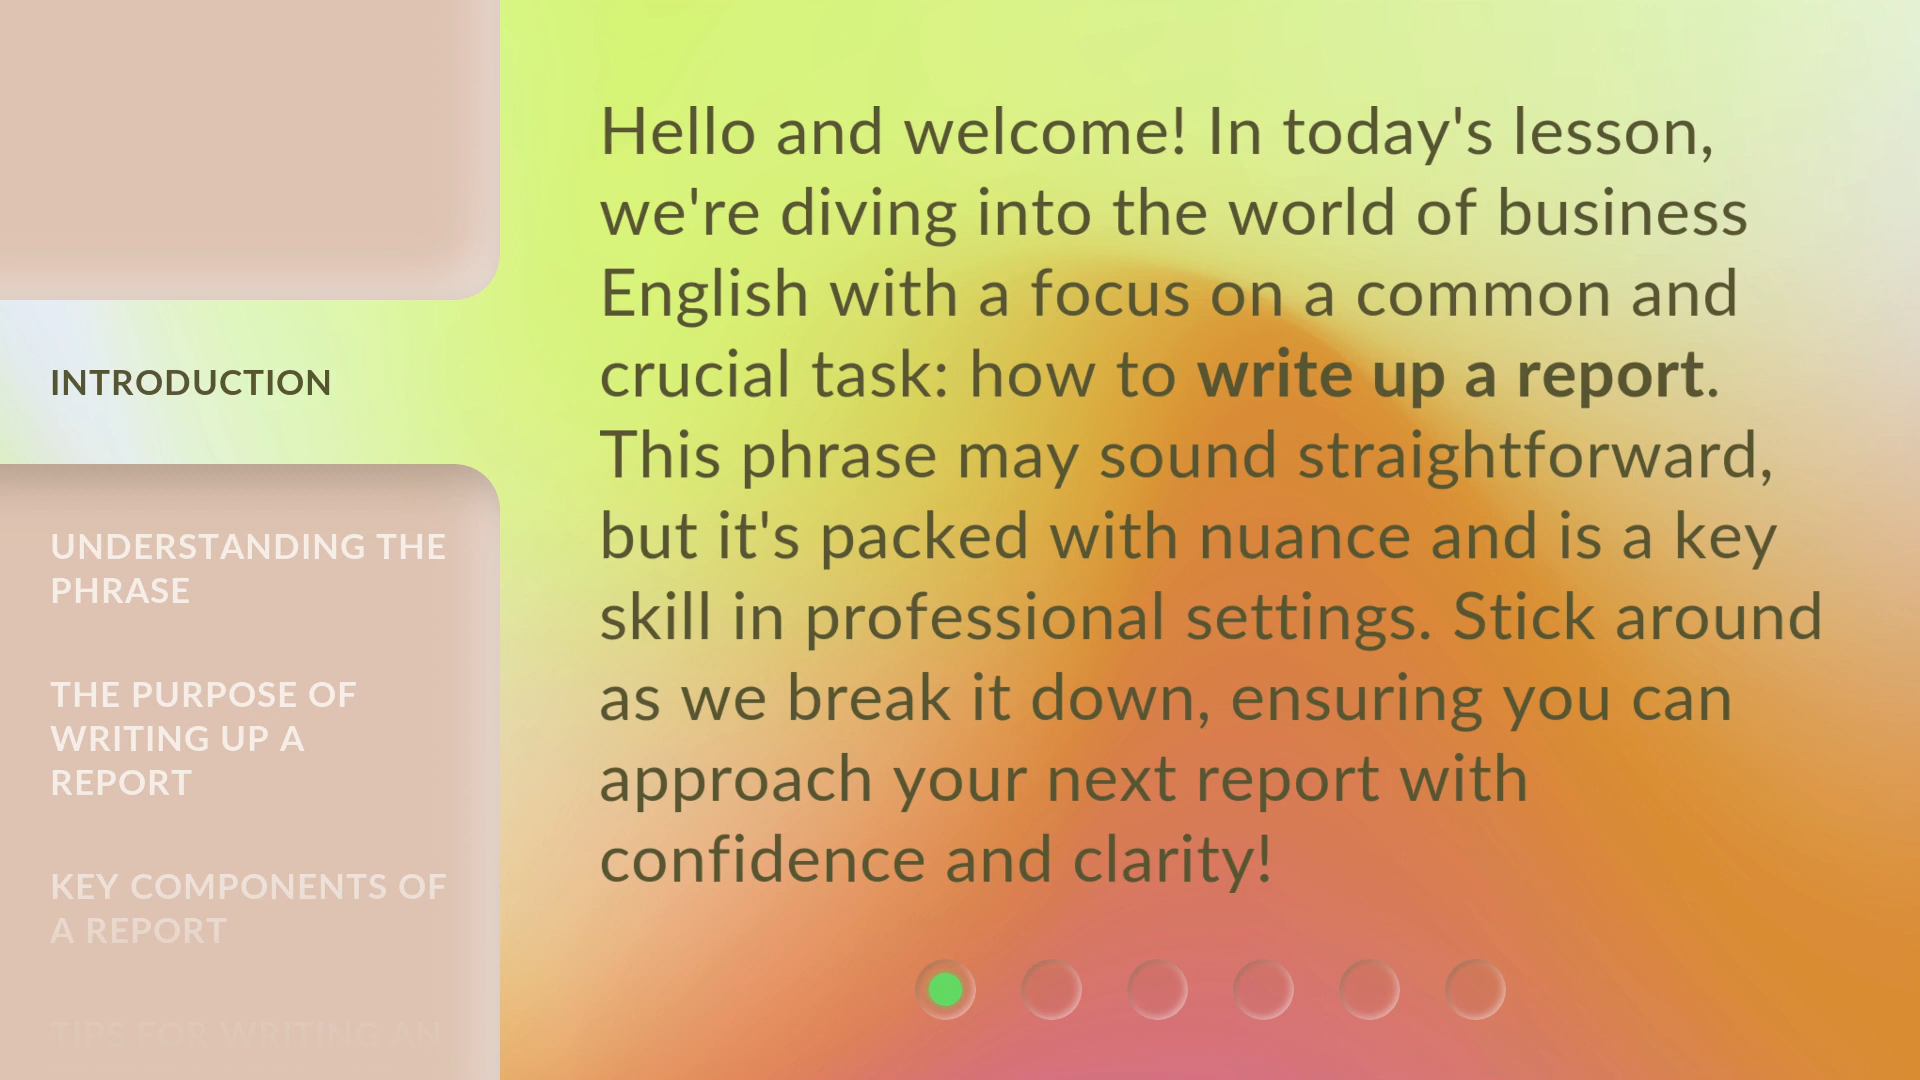 INTRODUCTION
UNDERSTANDING THE
PHRASE
THE PURPOSE OF
WRITING UP A
REPORT
KEY COMPONENTS OF
A REPORT
TIPS FOR WRITING AN
Hello and welcome! In today's lesson,
we're diving into the world of business
English with a focus on a common and
crucial task: how to write up a report.
This phrase may sound straightforward,
but it's packed with nuance and is a key
skill in professional settings. Stick around
as we break it down, ensuring you can
approach your next report with
confidence and clarity!